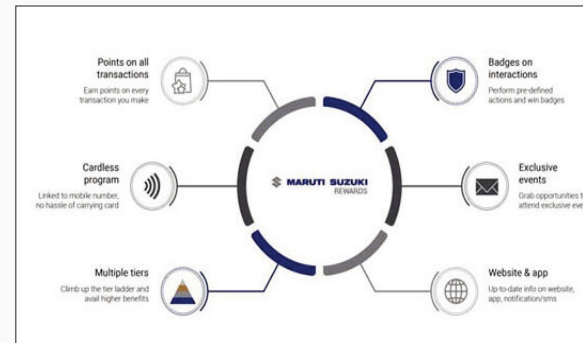 Points on all
transactions
Earn points on every
transaction you make
Badges on
interactions
Perform pre-defined
actions and win badges
Cardless
program
Linked to mobile number,
no hassle of carrying card
MARUTI SUZUKI
REWARDS
Exclusive
events
Grab opportunities t
attend exclusive eve
Multiple tiers
Climb up the tier ladder and
avail higher benefits
Website & app
Up-to-date info on website,
app, notification/sms